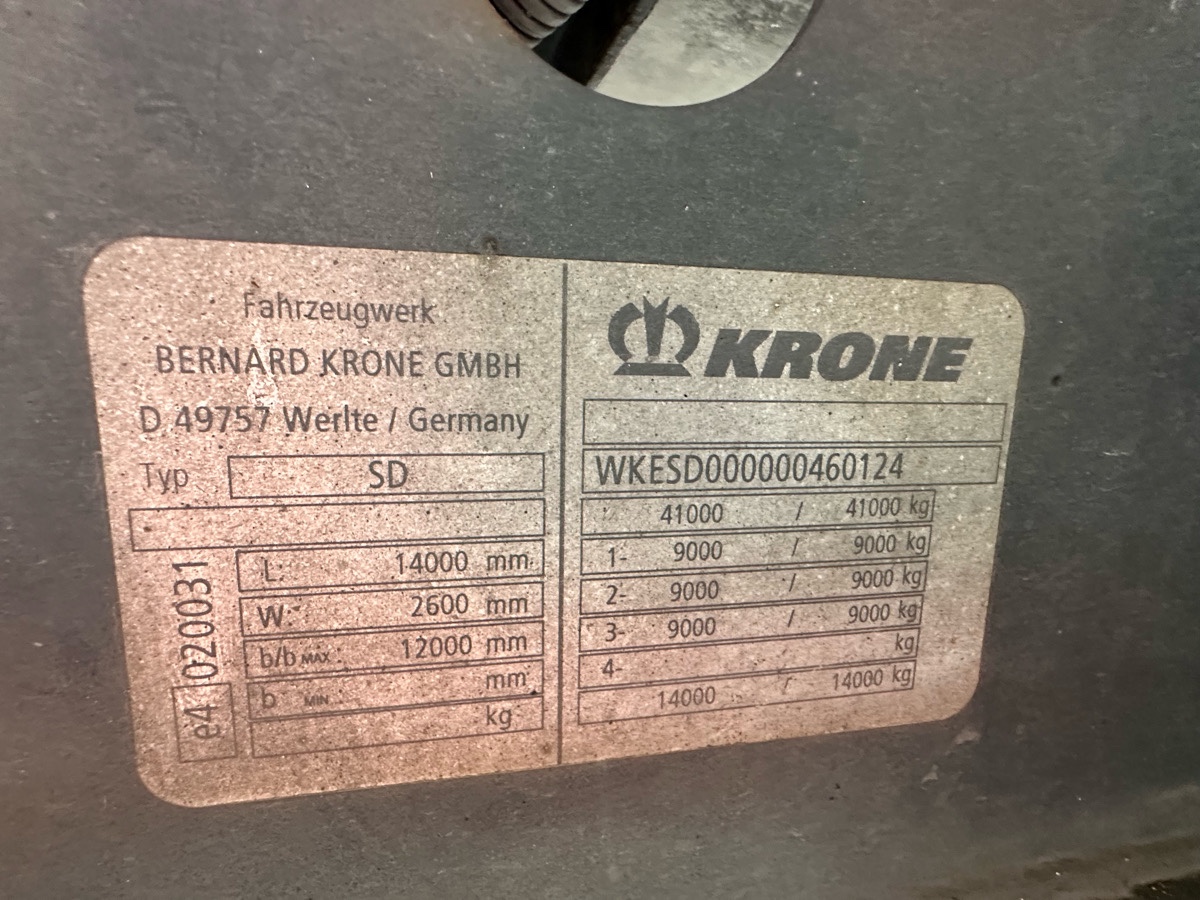 Fahrzeugwerk
BERNARD KRONE GMBH
D 49757 Werlte / Germany
Typ SD
L: 14000 mm
W: 2600 mm
b/b MAX : 12000 mm
b MIN : mm
kg
e4 020031
KRONE
WKESD000000460124
41000 / 41000 kg
1- 9000 / 9000 kg
2- 9000 / 9000 kg
3- 9000 / 9000 kg
4- kg
14000 / 14000 kg